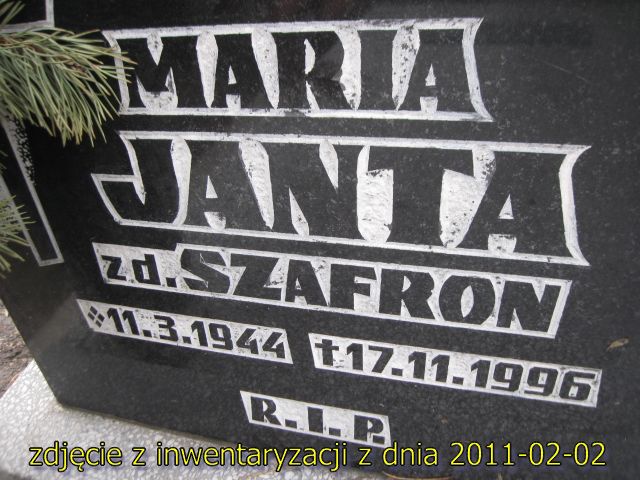 MARIA
JANTA
zd. SZAFRON
11.3.1944 †17.11.1996
R.I.P.
zdjęcie z inwentaryzacji z dnia 2011-02-02